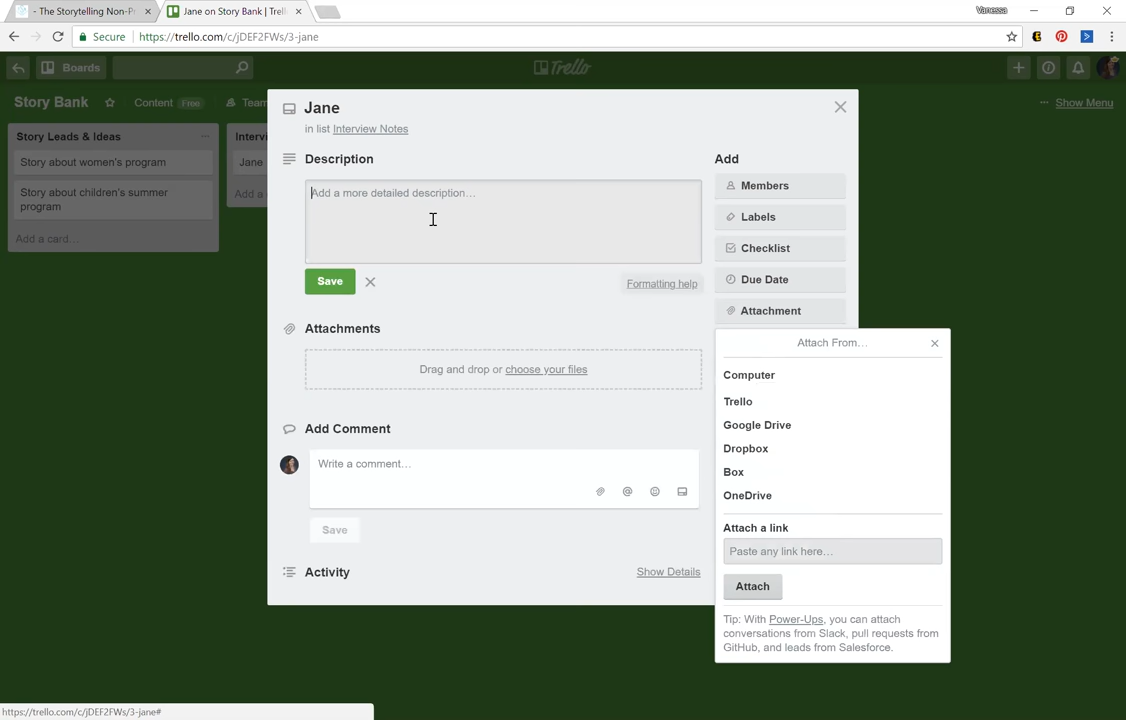 - The Storytelling Non-Pr
Jane on Story Bank | Trell
Vanessa
Secure
https://trello.com/c/jDEF2FWs/3-jane
Boards
Trello
Story Bank
Content
Free
Team
Show Menu
Story Leads & Ideas
Story about women's program
Story about children's summer
program
Add a card…
Intervi
Jane
Add a
Jane
in list Interview Notes
Description
Add a more detailed description…
Save
Formatting help
Attachments
Drag and drop or choose your files
Add Comment
Write a comment…
Save
Activity
Show Details
Add
Members
Labels
Checklist
Due Date
Attachment
Attach From…
Computer
Trello
Google Drive
Dropbox
Box
OneDrive
Attach a link
Paste any link here…
Attach
Tip: With Power-Ups, you can attach
conversations from Slack, pull requests from
GitHub, and leads from Salesforce.
https://trello.com/c/jDEF2FWs/3-jane#